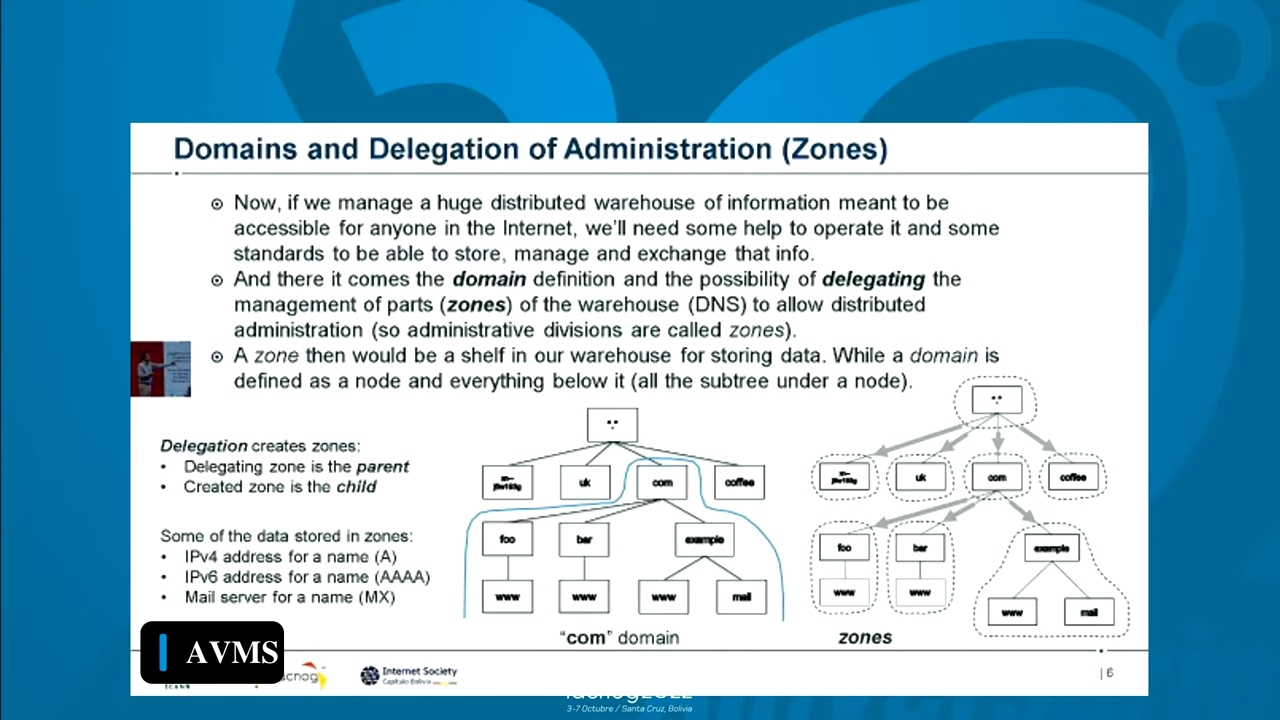 Domains and Delegation of Administration (Zones)
⊙ Now, if we manage a huge distributed warehouse of information meant to be
accessible for anyone in the Internet, we'll need some help to operate it and some
standards to be able to store, manage and exchange that info.
⊙ And there it comes the domain definition and the possibility of delegating the
management of parts (zones) of the warehouse (DNS) to allow distributed
administration (so administrative divisions are called zones).
⊙ A zone then would be a shelf in our warehouse for storing data. While a domain is
defined as a node and everything below it (all the subtree under a node).
Delegation creates zones:
• Delegating zone is the parent
• Created zone is the child
Some of the data stored in zones:
• IPv4 address for a name (A)
• IPv6 address for a name (AAAA)
• Mail server for a name (MX)
uk com coffee
foo bar example
www www www mail
"com" domain
uk com coffee
foo bar example
www www www mail
zones
AVMS
ICANN
Internet Society
Capítulo Bolivia
| 6
3-7 Octubre / Santa Cruz, Bolivia